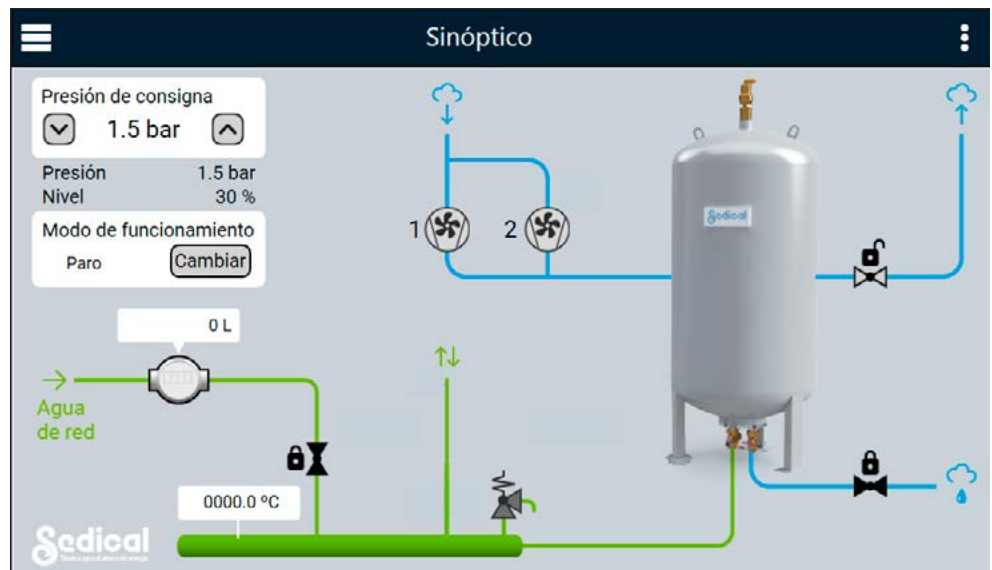 Sinóptico
Presión de consigna
1.5 bar
Presión 1.5 bar
Nivel 30 %
Modo de funcionamiento
Paro Cambiar
1
2
Sedical
0 L
Agua
de red
0000.0 ºC
Sedical